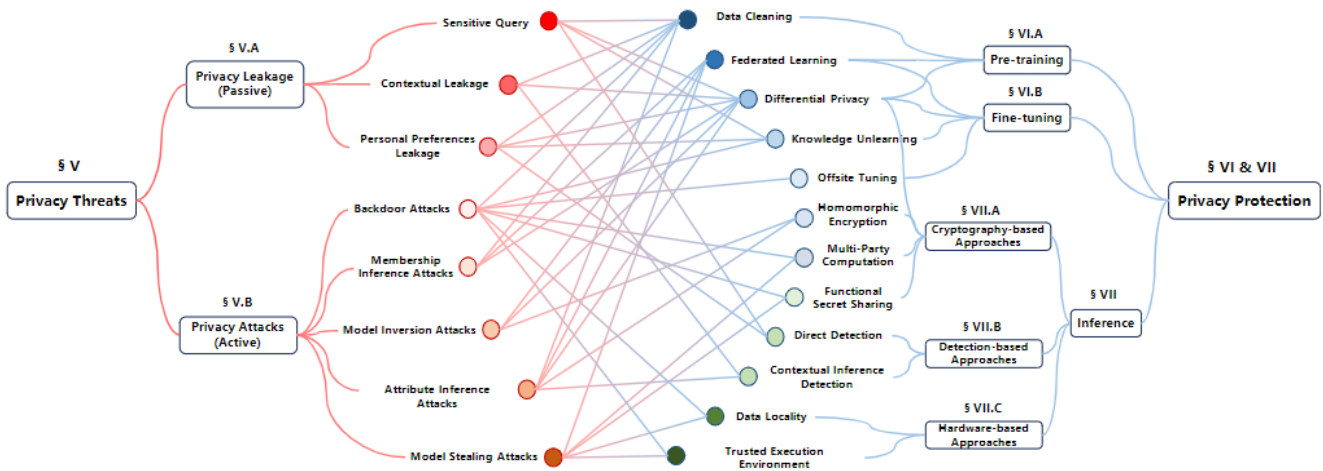 § V
Privacy Threats
§ V.A
Privacy Leakage
(Passive)
§ V.B
Privacy Attacks
(Active)
Sensitive Query
Contextual Leakage
Personal Preferences
Leakage
Backdoor Attacks
Membership
Inference Attacks
Model Inversion Attacks
Attribute Inference
Attacks
Model Stealing Attacks
Data Cleaning
Federated Learning
Differential Privacy
Knowledge Unlearning
Offsite Tuning
Homomorphic
Encryption
Multi-Party
Computation
Functional
Secret Sharing
Direct Detection
Contextual Inference
Detection
Data Locality
Trusted Execution
Environment
§ VI.A
Pre-training
§ VI.B
Fine-tuning
§ VII.A
Cryptography-based
Approaches
§ VII.B
Detection-based
Approaches
§ VII.C
Hardware-based
Approaches
§ VII
Inference
§ VI & VII
Privacy Protection